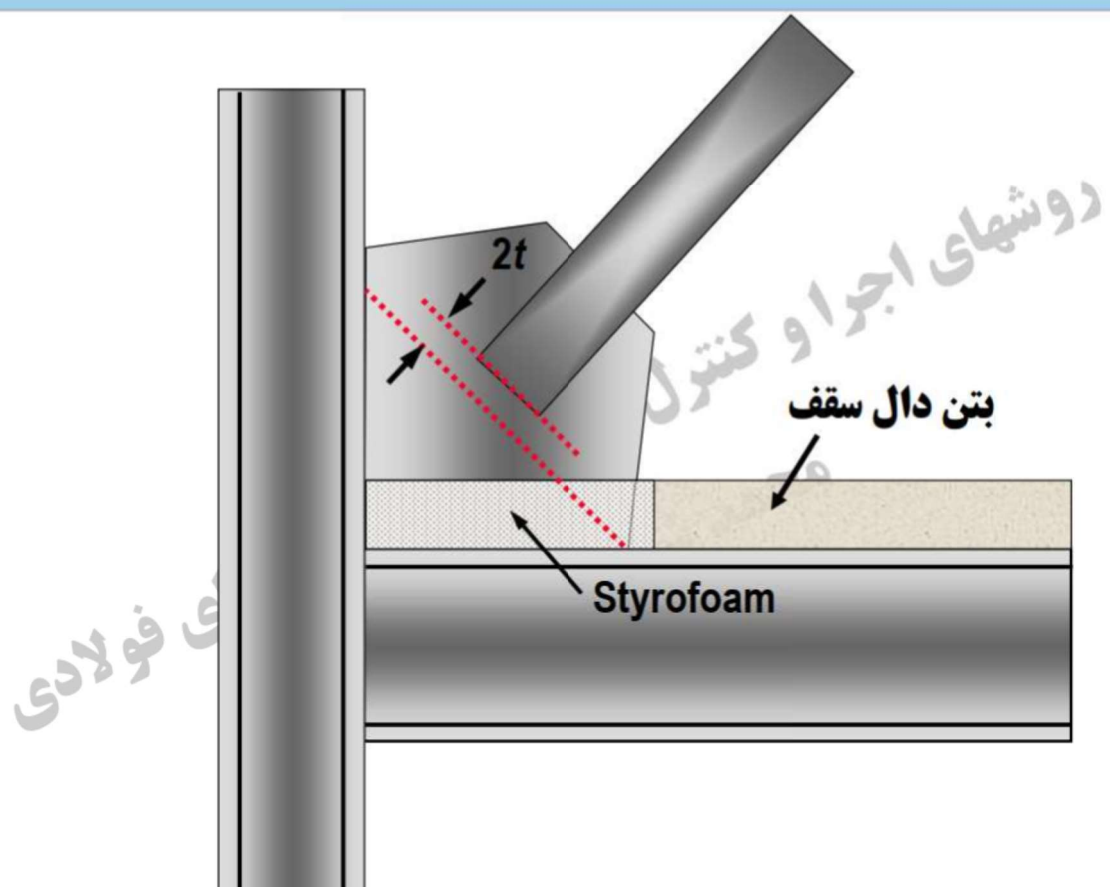 2t
روشهای اجرا و کنترل
بتن دال سقف
Styrofoam
فولادی